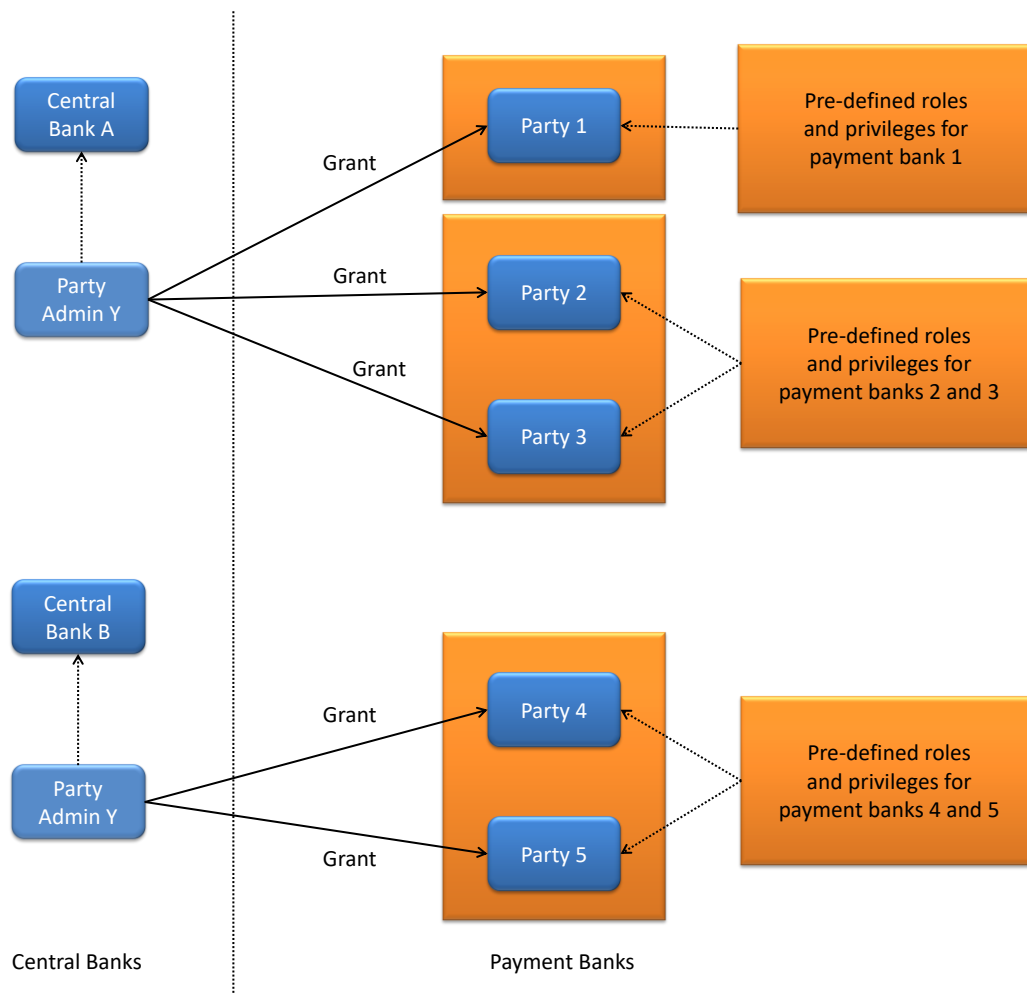 Central
Bank A
Party
Admin Y
Grant
Grant
Grant
Party 1
Party 2
Party 3
Pre-defined roles
and privileges for
payment bank 1
Pre-defined roles
and privileges for
payment banks 2 and 3
Central
Bank B
Party
Admin Y
Grant
Grant
Party 4
Party 5
Pre-defined roles
and privileges for
payment banks 4 and 5
Central Banks
Payment Banks